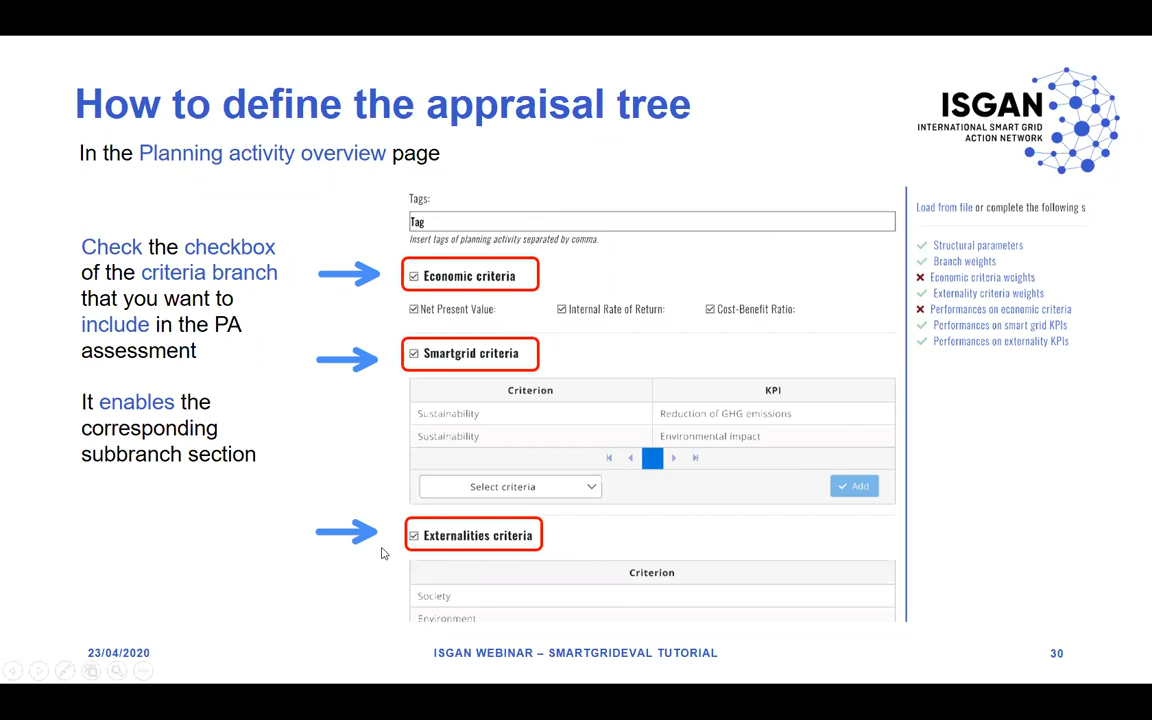 How to define the appraisal tree
ISGAN
INTERNATIONAL SMART GRID
ACTION NETWORK
In the Planning activity overview page
Check the checkbox
of the criteria branch
that you want to
include in the PA
assessment
It enables the
corresponding
subbranch section
Tags:
Tag
Insert tags of planning activity separated by comma.
Economic criteria
Net Present Value:
Internal Rate of Return:
Cost-Benefit Ratio:
Smartgrid criteria
Criterion
KPI
Sustainability
Reduction of GHG emissions
Sustainability
Environmental impact
Select criteria
Add
Externalities criteria
Criterion
Society
Environment
Load from file or complete the following s
Structural parameters
Branch weights
Economic criteria weights
Externality criteria weights
Performances on economic criteria
Performances on smart grid KPIs
Performances on externality KPIs
23/04/2020
ISGAN WEBINAR – SMARTGRIDEVAL TUTORIAL
30